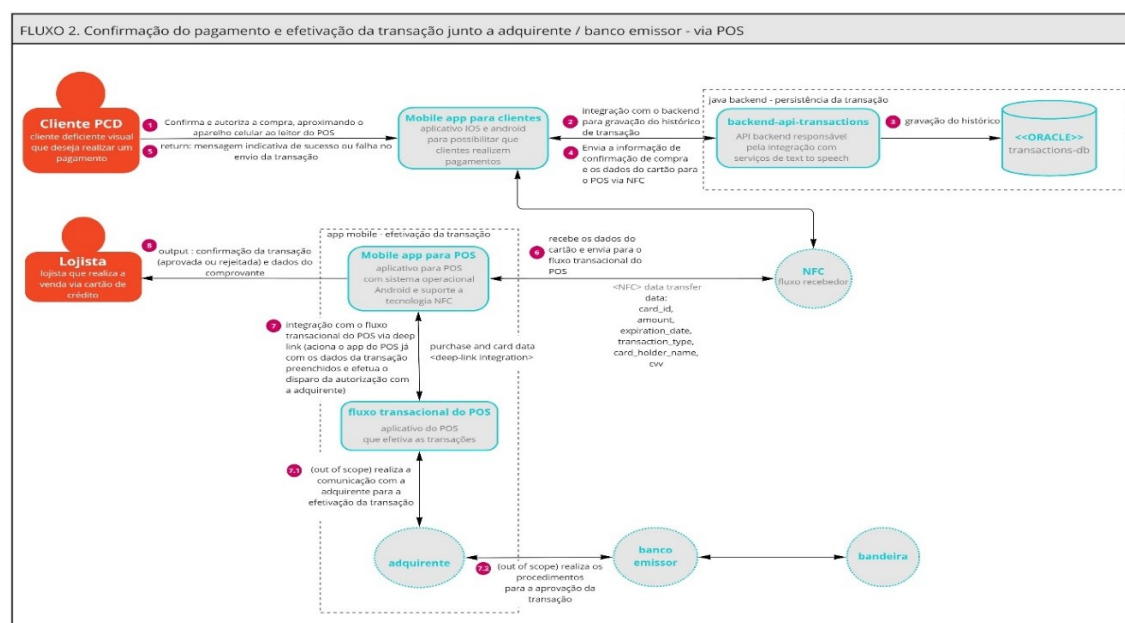 FLUXO 2. Confirmação do pagamento e efetivação da transação junto a adquirente / banco emissor - via POS
Cliente PCD
cliente deficiente visual
que deseja realizar um
pagamento
1
Confirma e autoriza a compra, aproximando o
aparelho celular ao leitor do POS
5
return: mensagem indicativa de sucesso ou falha no
envio da transação
Mobile app para clientes
aplicativo IOS e android
para possibilitar que
clientes realizem
pagamentos
2
integração com o backend
para gravação do histórico
de transação
4
Envia a informação de
confirmação de compra
e os dados do cartão para
o POS via NFC
java backend - persistência da transação
backend-api-transactions
API backend responsável
pela integração com
serviços de text to speech
3
gravação do histórico
<<ORACLE>>
transactions-db
Lojista
lojista que realiza a
venda via cartão de
crédito
8
output : confirmação da transação
(aprovada ou rejeitada) e dados do
comprovante
app mobile - efetivação da transação
Mobile app para POS
aplicativo para POS
com sistema operacional
Android e suporte a
tecnologia NFC
6
recebe os dados do
cartão e envia para o
fluxo transacional do
POS
<NFC> data transfer
data:
card_id,
amount,
expiration_date,
transaction_type,
card_holder_name,
cvv
NFC
fluxo recebedor
7
integração com o fluxo
transacional do POS via deep
link (aciona o app do POS já
com os dados da transação
preenchidos e efetua o
disparo da autorização com
a adquirente)
purchase and card data
<deep-link integration>
fluxo transacional do POS
aplicativo do POS
que efetiva as transações
7.1
(out of scope) realiza a
comunicação com a
adquirente para a
efetivação da transação
adquirente
7.2
(out of scope) realiza os
procedimentos
para a aprovação da
transação
banco
emissor
bandeira